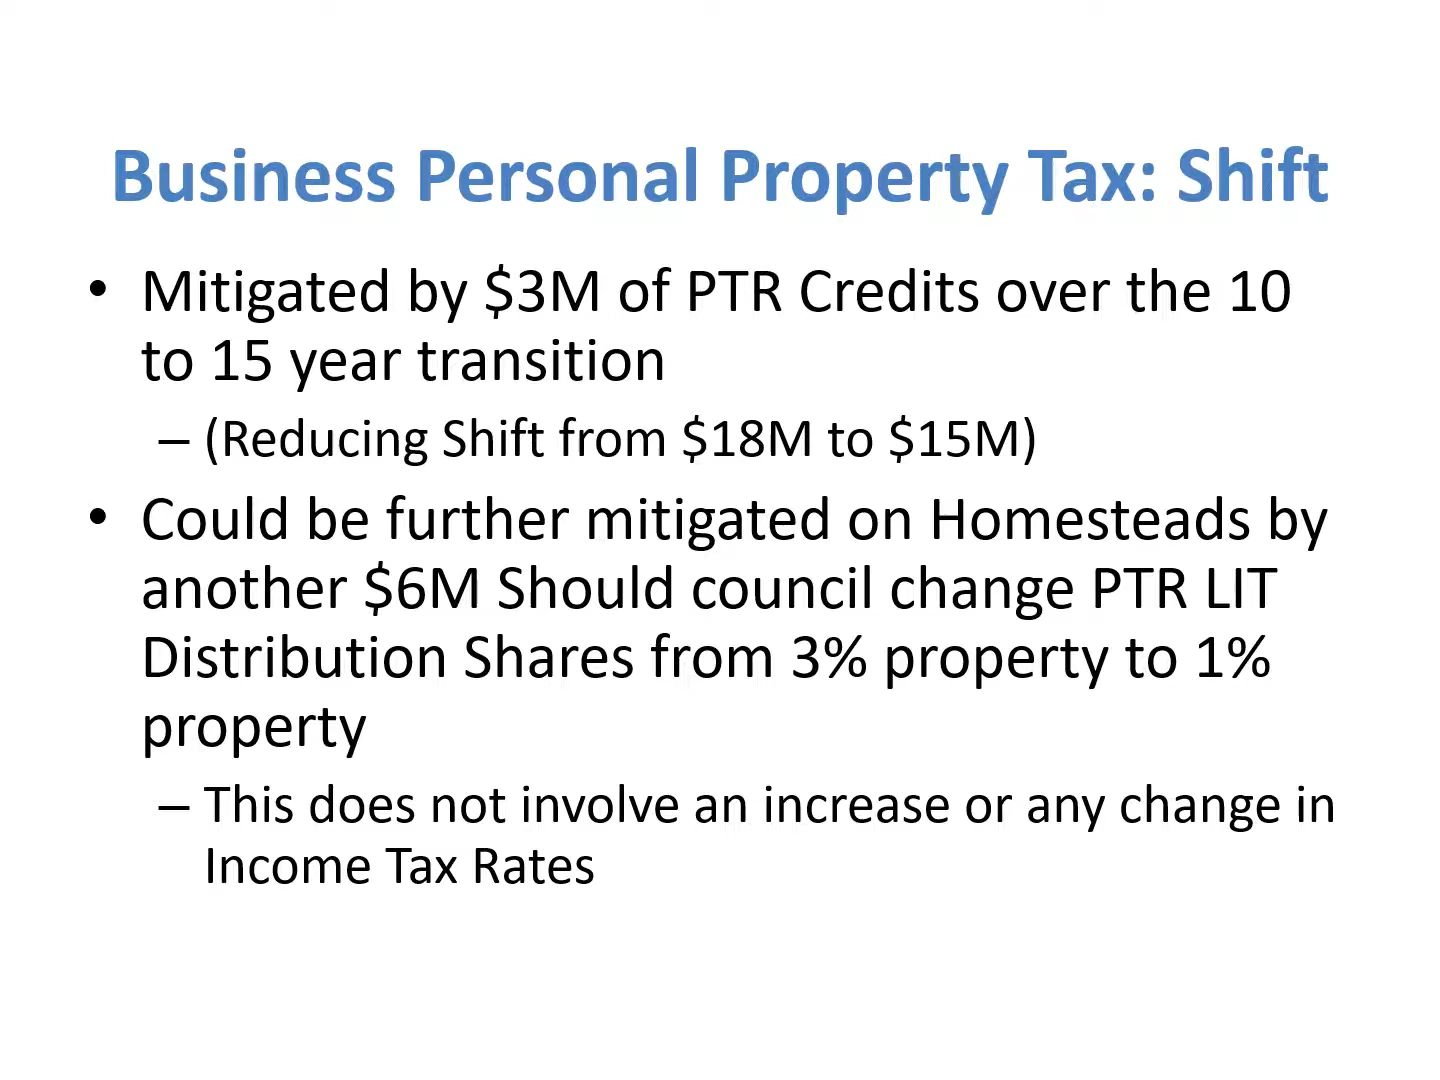 Business Personal Property Tax: Shift
• Mitigated by $3M of PTR Credits over the 10
to 15 year transition
– (Reducing Shift from $18M to $15M)
• Could be further mitigated on Homesteads by
another $6M Should council change PTR LIT
Distribution Shares from 3% property to 1%
property
– This does not involve an increase or any change in
Income Tax Rates